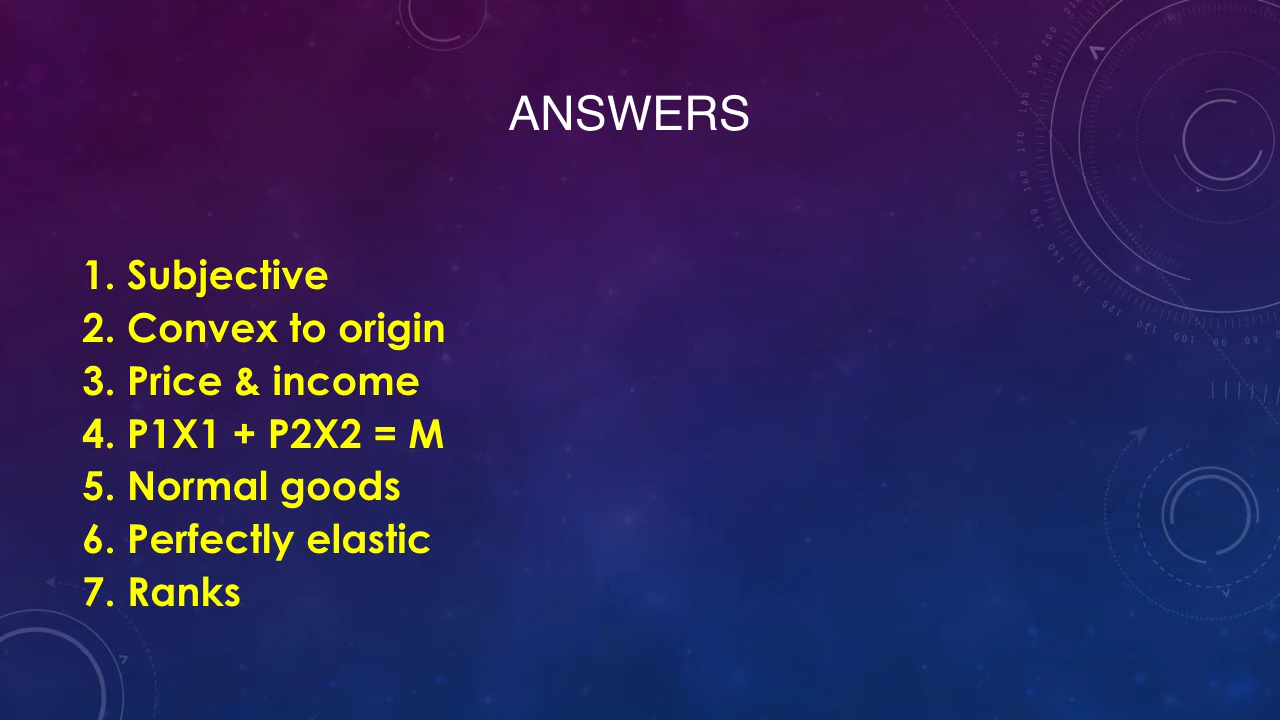 ANSWERS
1. Subjective
2. Convex to origin
3. Price & income
4. P1X1 + P2X2 = M
5. Normal goods
6. Perfectly elastic
7. Ranks